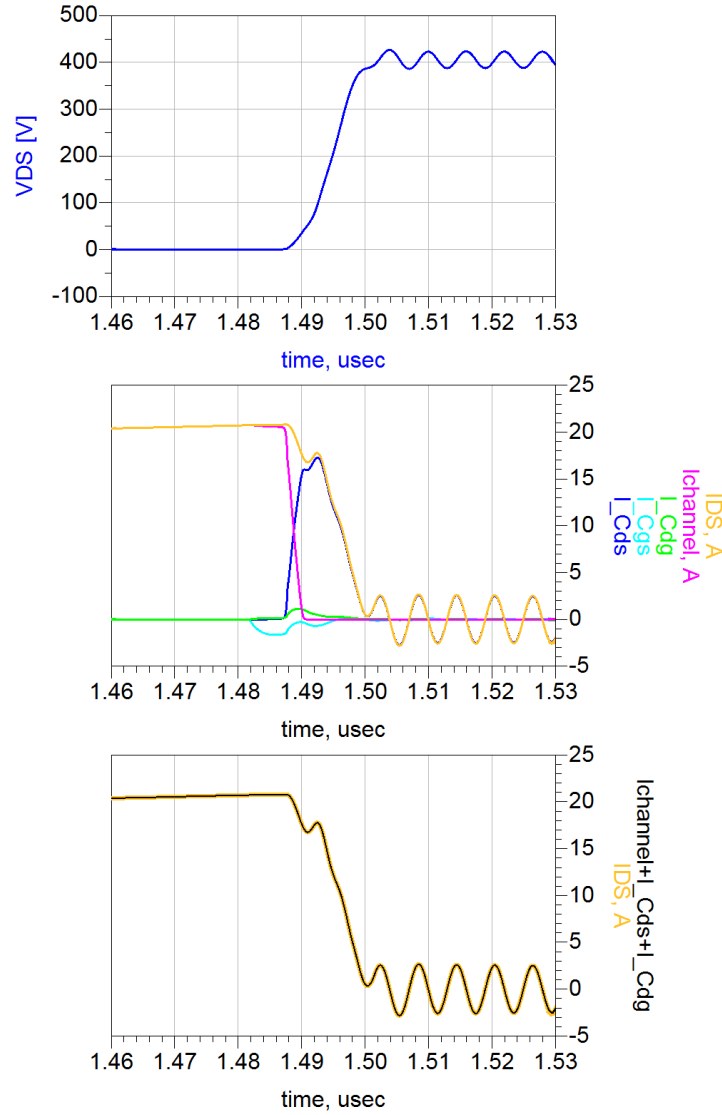 VDS [V]
500
400
300
200
100
0
-100
1.46 1.47 1.48 1.49 1.50 1.51 1.52 1.53
time, usec
25
20
15
10
5
0
-5
IDS, A
Ichannel, A
I_Cdg
I_Cgs
I_Cds
1.46 1.47 1.48 1.49 1.50 1.51 1.52 1.53
time, usec
25
20
15
10
5
0
-5
Ichannel+I_Cds+I_Cdg
IDS, A
1.46 1.47 1.48 1.49 1.50 1.51 1.52 1.53
time, usec